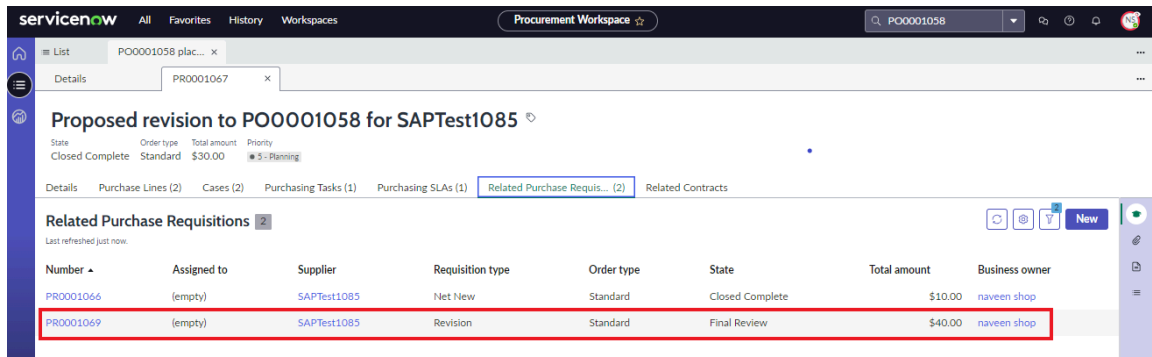 servicenow All Favorites History Workspaces Procurement Workspace PO0001058 NS
List PO0001058 plac... ×
Details PR0001067 ×
Proposed revision to PO0001058 for SAPTest1085
State Order type Total amount Priority
Closed Complete Standard $30.00 5 - Planning
Details Purchase Lines (2) Cases (2) Purchasing Tasks (1) Purchasing SLAs (1) Related Purchase Requis... (2) Related Contracts
Related Purchase Requisitions 2 2 New
Last refreshed just now.
Number Assigned to Supplier Requisition type Order type State Total amount Business owner
PR0001066 (empty) SAPTest1085 Net New Standard Closed Complete $10.00 naveen shop
PR0001069 (empty) SAPTest1085 Revision Standard Final Review $40.00 naveen shop